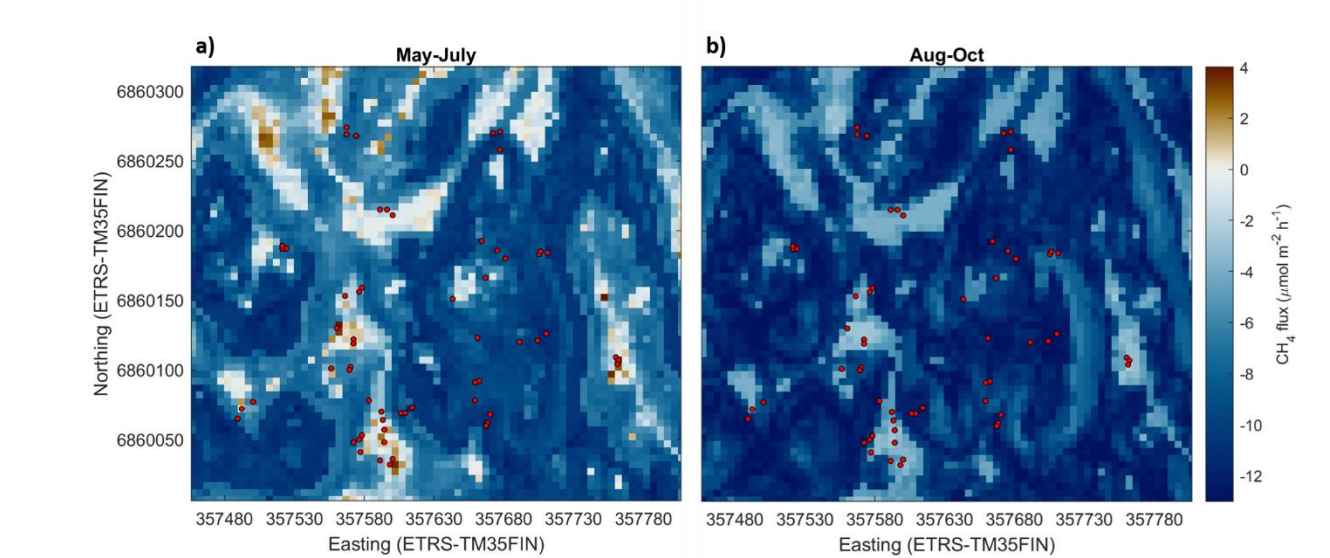 a)
May-July
b)
Aug-Oct
6860300
6860250
6860200
6860150
6860100
6860050
Northing (ETRS-TM35FIN)
357480 357530 357580 357630 357680 357730 357780
Easting (ETRS-TM35FIN)
357480 357530 357580 357630 357680 357730 357780
Easting (ETRS-TM35FIN)
4
2
0
-2
-4
-6
-8
-10
-12
CH₄ flux (μmol m⁻² h⁻¹)